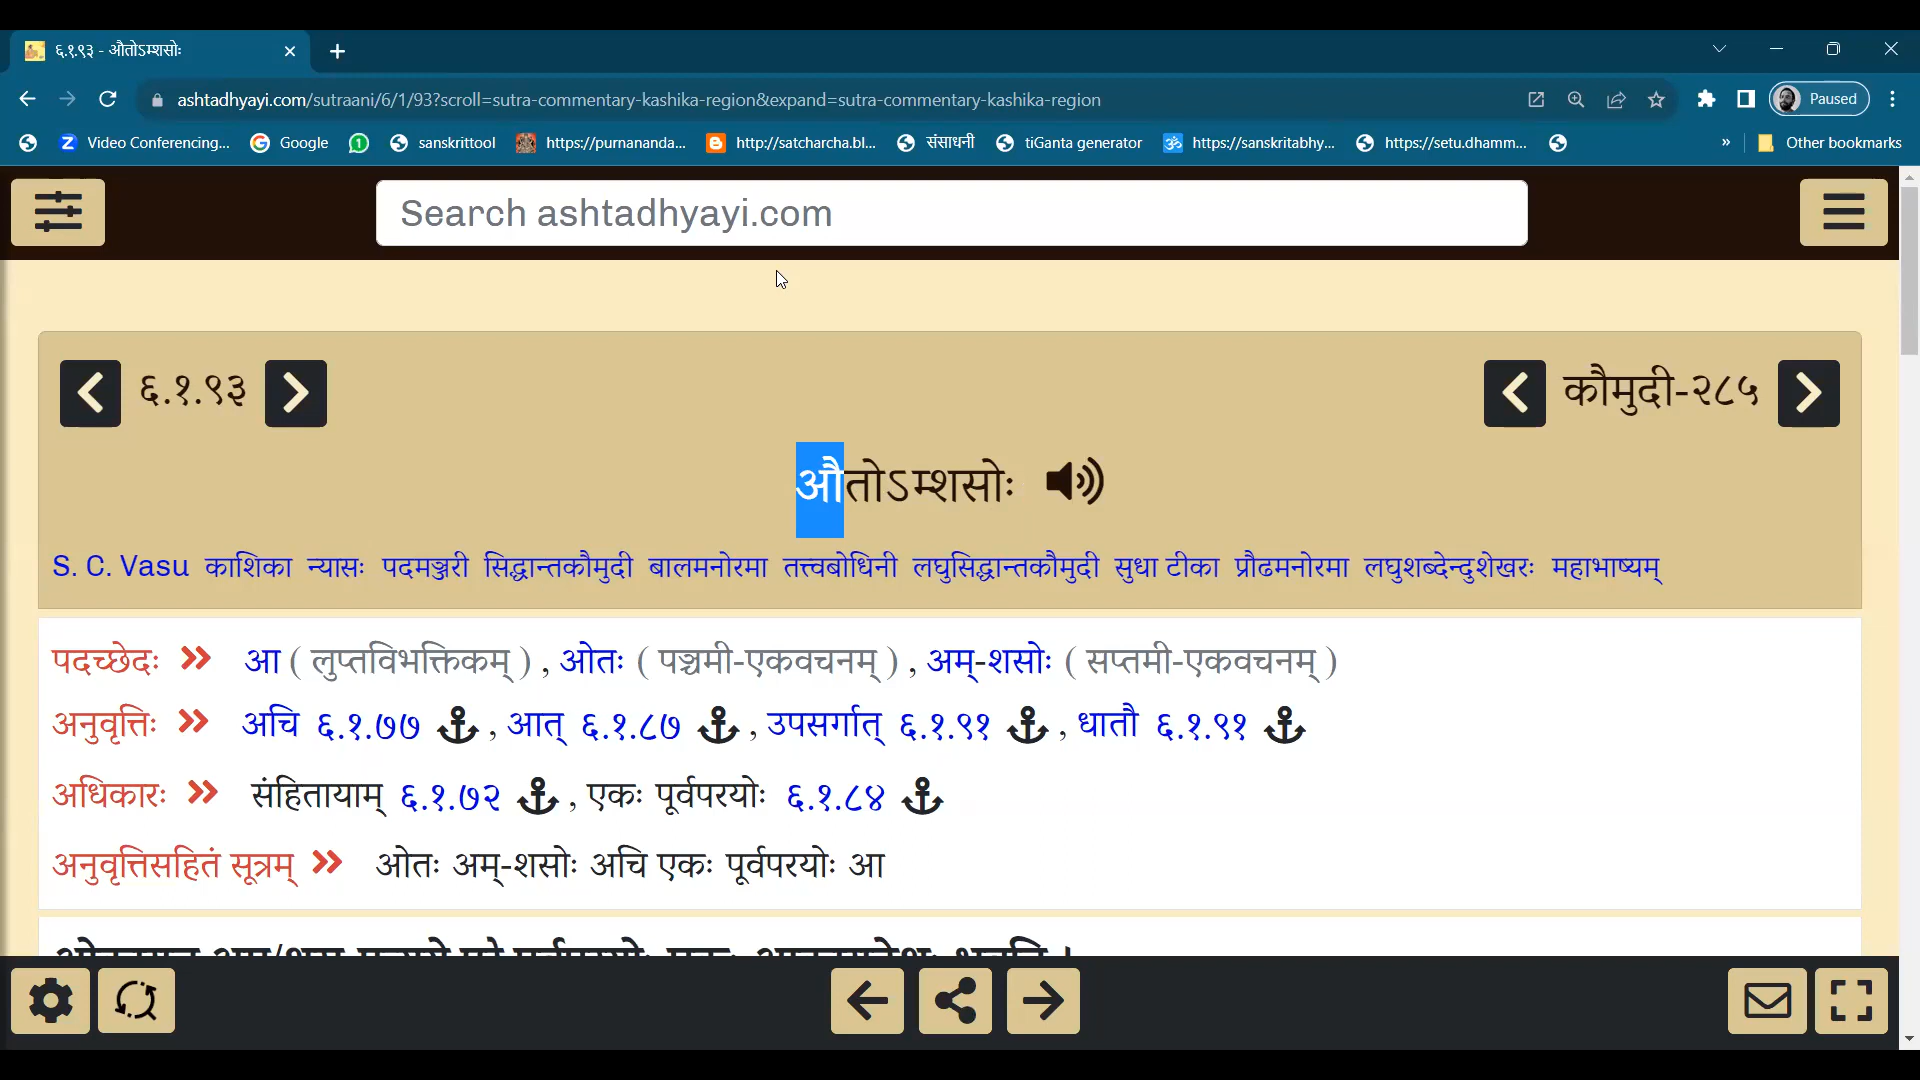 ६.१.९३ - औतोऽम्शसोः
ashtadhyayi.com/sutraani/6/1/93?scroll=sutra-commentary-kashika-region&expand=sutra-commentary-kashika-region
Paused
Video Conferencing... Google 1 sanskrittool https://purnananda... http://satcharcha.bl... संसाधनी tiGanta generator https://sanskritabhy... https://setu.dhamm... » Other bookmarks
Search ashtadhyayi.com
६.१.९३ कौमुदी-२८५
औतोऽम्शसोः
S. C. Vasu काशिका न्यासः पदमञ्जरी सिद्धान्तकौमुदी बालमनोरमा तत्त्वबोधिनी लघुसिद्धान्तकौमुदी सुधा टीका प्रौढमनोरमा लघुशब्देन्दुशेखरः महाभाष्यम्
पदच्छेदः आ ( लुप्तविभक्तिकम् ) , ओतः ( पञ्चमी-एकवचनम् ) , अम्-शसोः ( सप्तमी-एकवचनम् )
अनुवृत्तिः अचि ६.१.७७ , आत् ६.१.८७ , उपसर्गात् ६.१.९१ , धातौ ६.१.९१
अधिकारः संहितायाम् ६.१.७२ , एकः पूर्वपरयोः ६.१.८४
अनुवृत्तिसहितं सूत्रम् ओतः अम्-शसोः अचि एकः पूर्वपरयोः आ